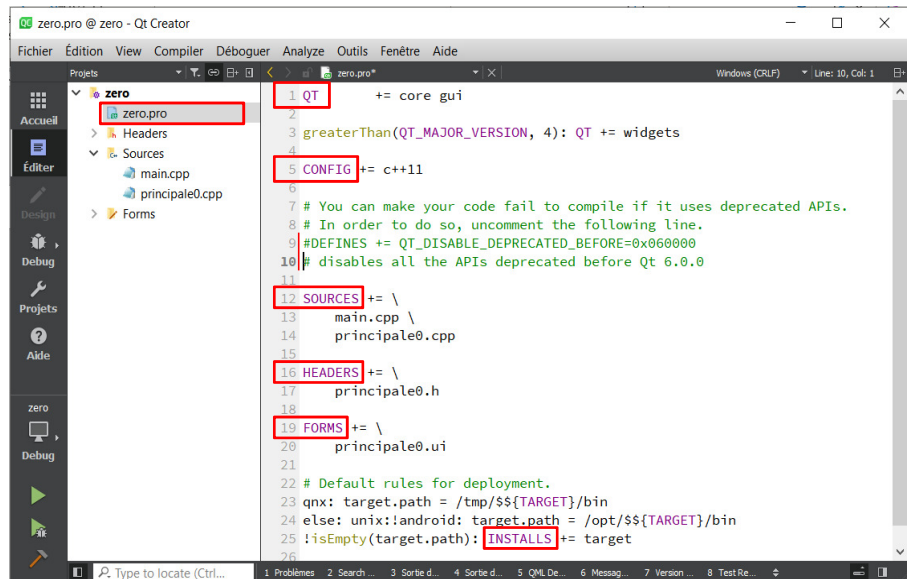 QC zero.pro @ zero - Qt Creator
Fichier Édition View Compiler Déboguer Analyze Outils Fenêtre Aide
Projets
zero.pro*
Windows (CRLF)
Line: 10, Col: 1
Accueil
Éditer
Design
Debug
Projets
Aide
zero
Debug
zero
zero.pro
Headers
Sources
main.cpp
principale0.cpp
Forms
1 QT += core gui
2
3 greaterThan(QT_MAJOR_VERSION, 4): QT += widgets
4
5 CONFIG += c++11
6
7 # You can make your code fail to compile if it uses deprecated APIs.
8 # In order to do so, uncomment the following line.
9 #DEFINES += QT_DISABLE_DEPRECATED_BEFORE=0x060000
10 # disables all the APIs deprecated before Qt 6.0.0
11
12 SOURCES += \
13 main.cpp \
14 principale0.cpp
15
16 HEADERS += \
17 principale0.h
18
19 FORMS += \
20 principale0.ui
21
22 # Default rules for deployment.
23 qnx: target.path = /tmp/$${TARGET}/bin
24 else: unix:!android: target.path = /opt/$${TARGET}/bin
25 !isEmpty(target.path): INSTALLS += target
26
Type to locate (Ctrl...
1 Problèmes 2 Search ... 3 Sortie d... 4 Sortie d... 5 QML De... 6 Messag... 7 Version ... 8 Test Re...